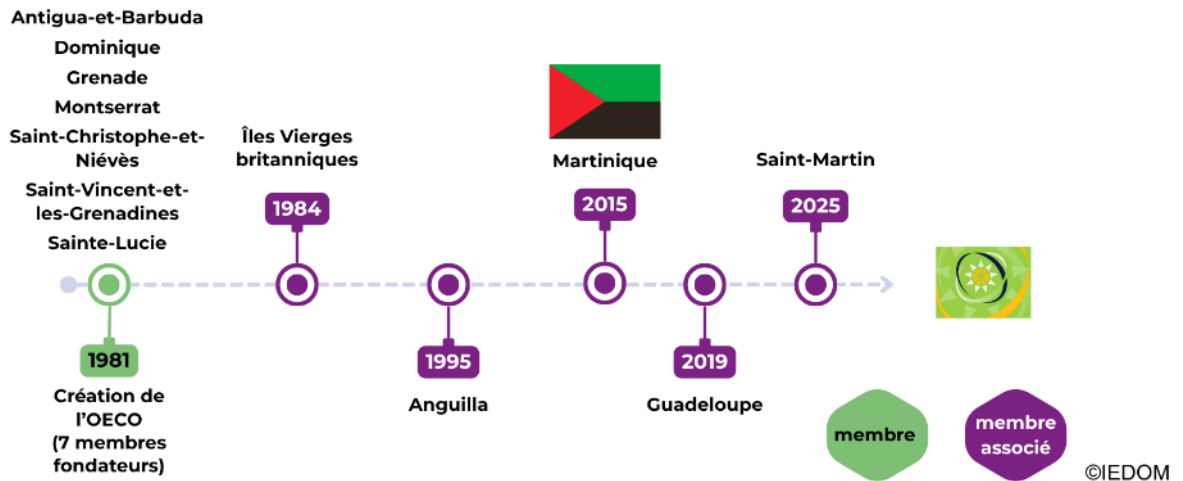 Antigua-et-Barbuda
Dominique
Grenade
Montserrat
Saint-Christophe-et-
Niévès
Saint-Vincent-et-
les-Grenadines
Sainte-Lucie
1981
Création de
l'OECO
(7 membres
fondateurs)
Îles Vierges
britanniques
1984
1995
Anguilla
Martinique
2015
2019
Guadeloupe
Saint-Martin
2025
membre
membre
associé
©IEDOM